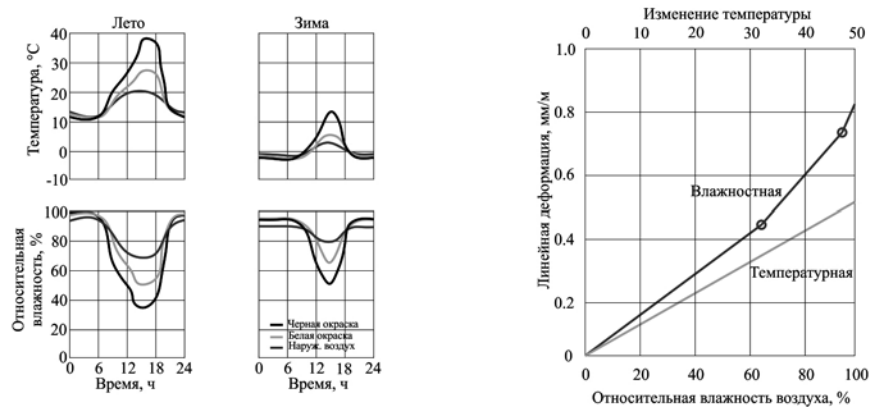 Лето
Зима
Температура, °С
40
30
20
10
0
-10
Относительная
влажность, %
100
80
60
40
20
0
0 6 12 18 24
Время, ч
Черная окраска
Белая окраска
Наруж. воздух
0 6 12 18 24
Время, ч
Изменение температуры
0 10 20 30 40 50
Линейная деформация, мм/м
1.0
0.8
0.6
0.4
0.2
0
Влажностная
Температурная
0 20 40 60 80 100
Относительная влажность воздуха, %